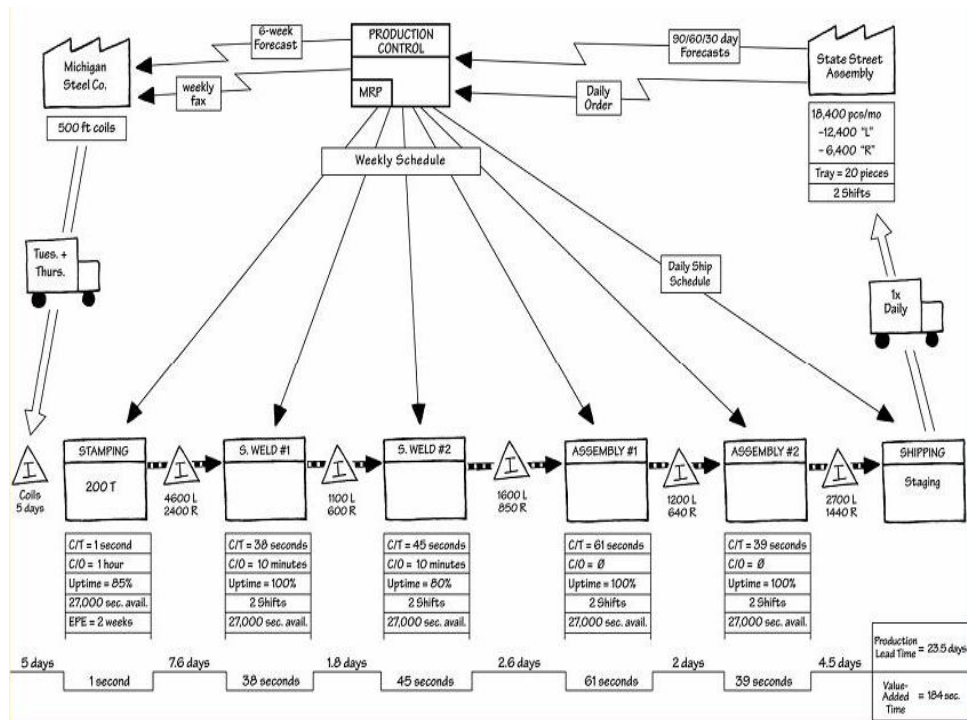 6-week
Forecast
PRODUCTION
CONTROL
MRP
90/60/30 day
Forecasts
State Street
Assembly
Michigan
Steel Co.
weekly
fax
Daily
Order
18,400 pcs/mo
-12,400 "L"
- 6,400 "R"
Tray = 20 pieces
2 Shifts
500 ft coils
Weekly Schedule
Tues. +
Thurs.
Daily Ship
Schedule
1x
Daily
I
Coils
5 days
STAMPING
200 T
I
4600 L
2400 R
S. WELD #1
I
1100 L
600 R
S. WELD #2
I
1600 L
850 R
ASSEMBLY #1
I
1200 L
640 R
ASSEMBLY #2
I
2700 L
1440 R
SHIPPING
Staging
C/T = 1 second
C/O = 1 hour
Uptime = 85%
27,000 sec. avail.
EPE = 2 weeks
C/T = 38 seconds
C/O = 10 minutes
Uptime = 100%
2 Shifts
27,000 sec. avail.
C/T = 45 seconds
C/O = 10 minutes
Uptime = 80%
2 Shifts
27,000 sec. avail.
C/T = 61 seconds
C/O = Ø
Uptime = 100%
2 Shifts
27,000 sec. avail.
C/T = 39 seconds
C/O = Ø
Uptime = 100%
2 Shifts
27,000 sec. avail.
5 days
1 second
7.6 days
38 seconds
1.8 days
45 seconds
2.6 days
61 seconds
2 days
39 seconds
4.5 days
Production
Lead Time = 23.5 days
Value-
Added = 184 sec.
Time